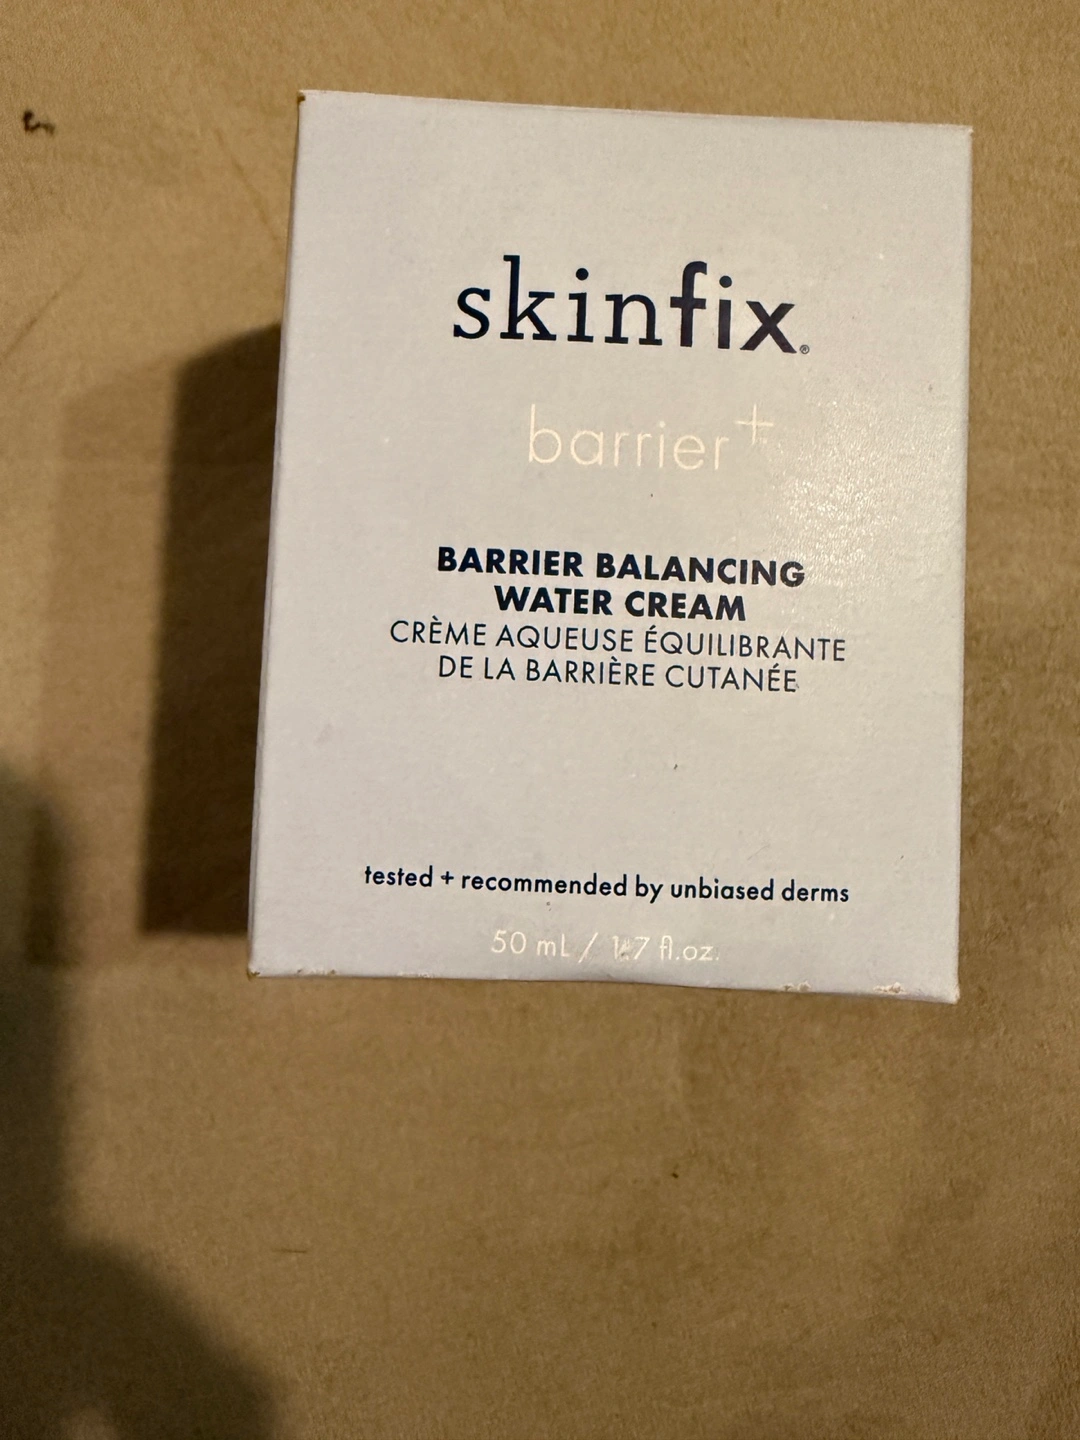 skinfix®
barrier+
BARRIER BALANCING
WATER CREAM
CRÈME AQUEUSE ÉQUILIBRANTE
DE LA BARRIÈRE CUTANÉE
tested + recommended by unbiased derms
50 mL / 1.7 fl.oz.